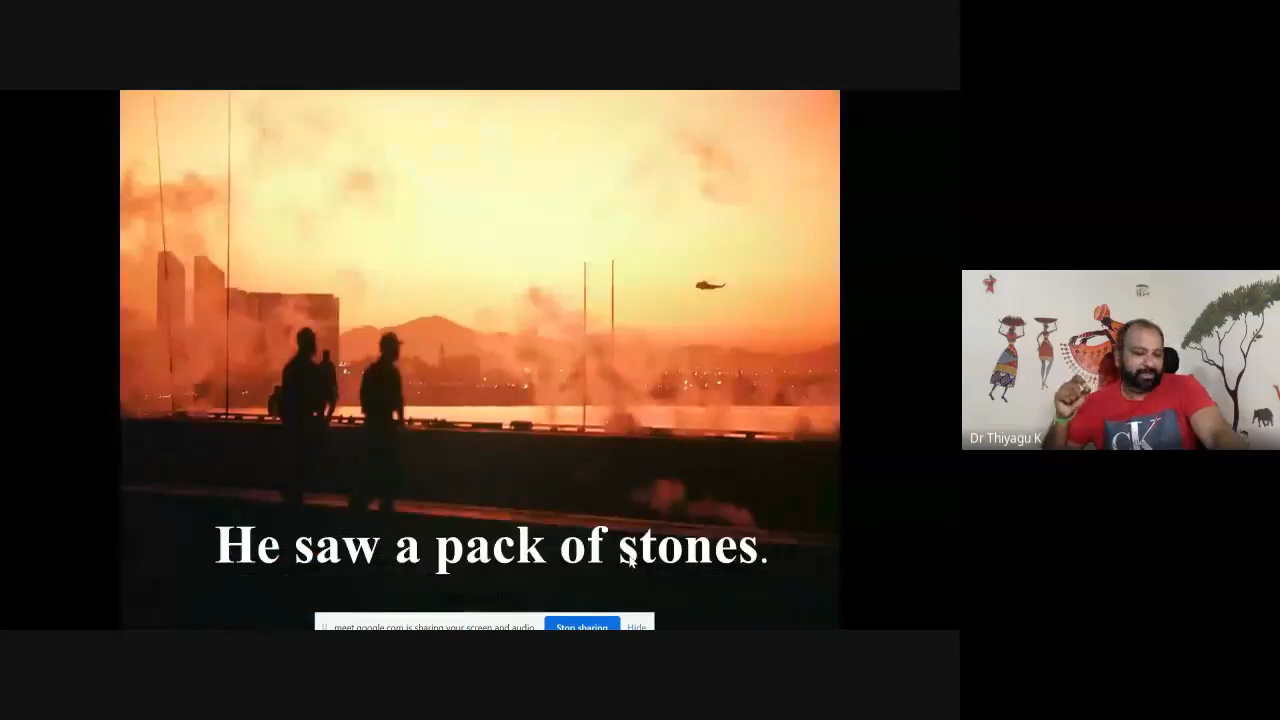 He saw a pack of stones.
meet.google.com is sharing your screen and audio.
Stop sharing
Hide
Dr Thiyagu K
CK